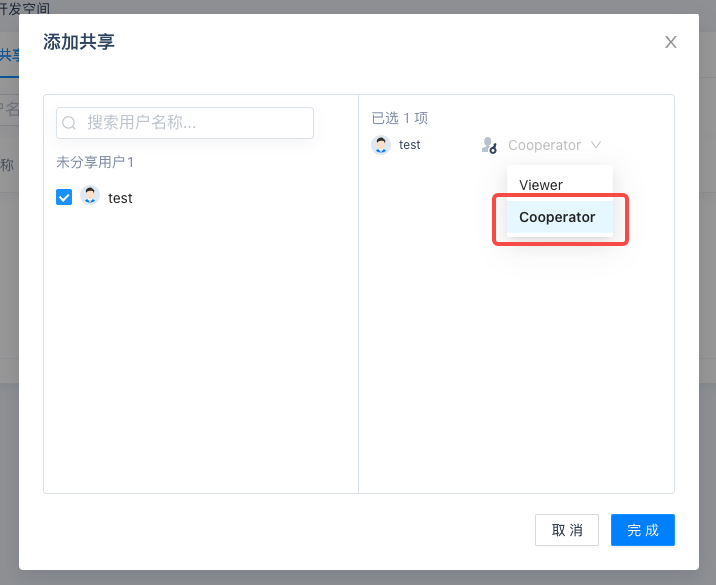 开发空间
添加共享
共享
户名
称
搜索用户名称...
未分享用户1
test
已选 1 项
test
Cooperator
Viewer
Cooperator
取 消
完 成